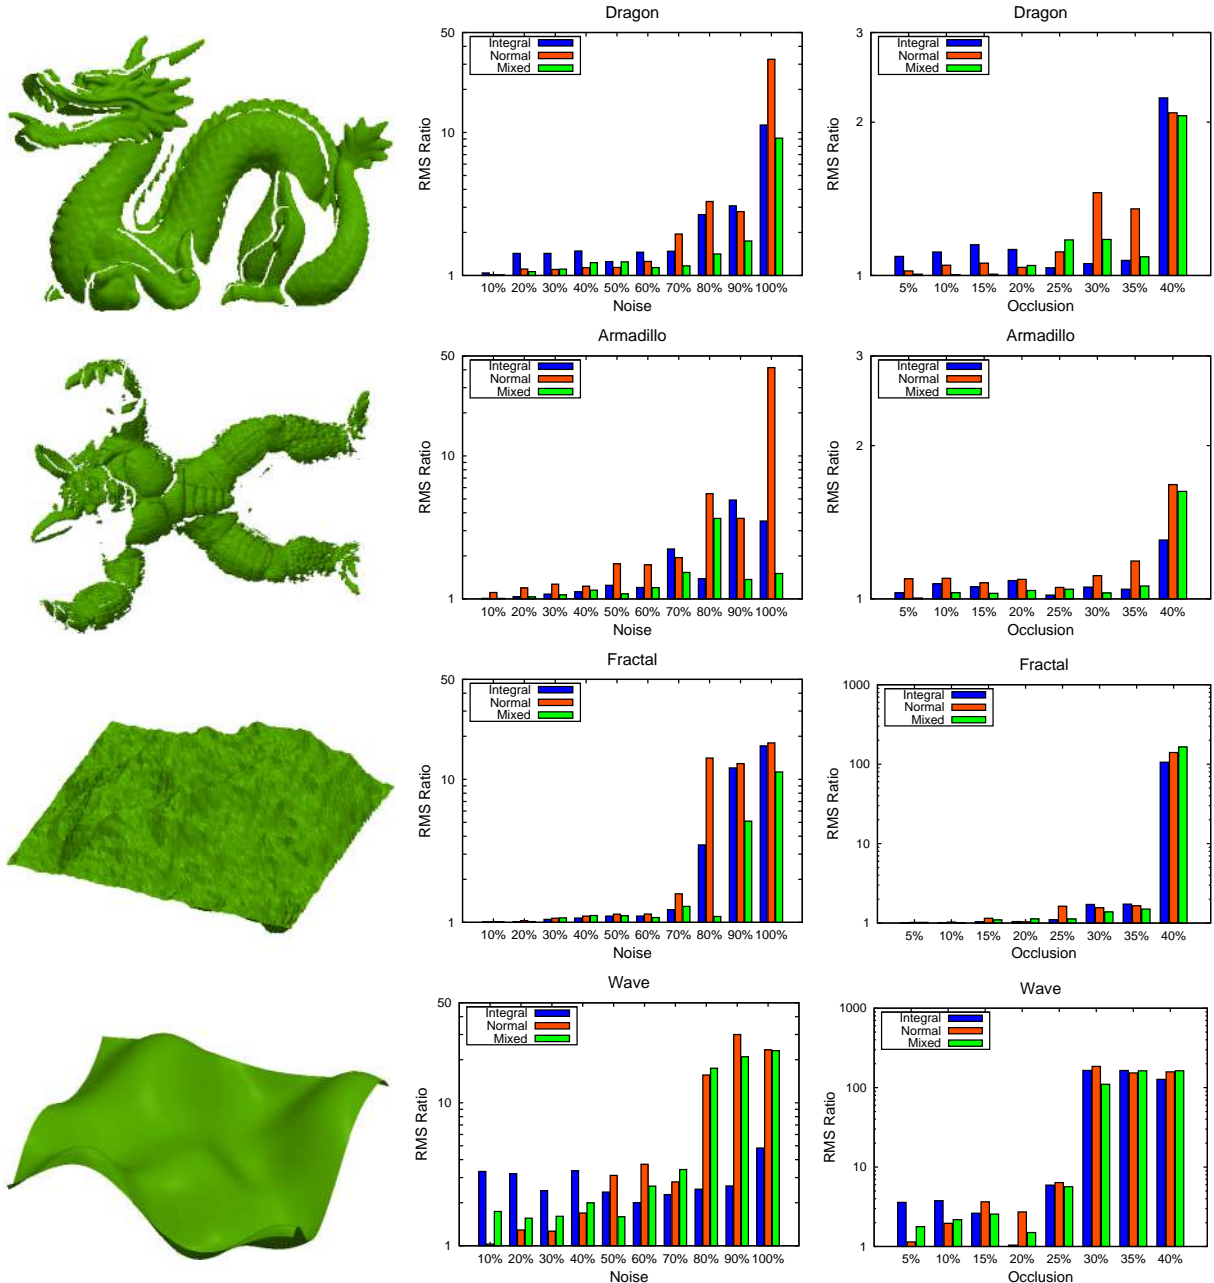 Dragon
50
10
1
RMS Ratio
Integral
Normal
Mixed
10% 20% 30% 40% 50% 60% 70% 80% 90% 100%
Noise
Dragon
3
2
1
RMS Ratio
Integral
Normal
Mixed
5% 10% 15% 20% 25% 30% 35% 40%
Occlusion
Armadillo
50
10
1
RMS Ratio
Integral
Normal
Mixed
10% 20% 30% 40% 50% 60% 70% 80% 90% 100%
Noise
Armadillo
3
2
1
RMS Ratio
Integral
Normal
Mixed
5% 10% 15% 20% 25% 30% 35% 40%
Occlusion
Fractal
50
10
1
RMS Ratio
Integral
Normal
Mixed
10% 20% 30% 40% 50% 60% 70% 80% 90% 100%
Noise
Fractal
1000
100
10
1
RMS Ratio
Integral
Normal
Mixed
5% 10% 15% 20% 25% 30% 35% 40%
Occlusion
Wave
50
10
1
RMS Ratio
Integral
Normal
Mixed
10% 20% 30% 40% 50% 60% 70% 80% 90% 100%
Noise
Wave
1000
100
10
1
RMS Ratio
Integral
Normal
Mixed
5% 10% 15% 20% 25% 30% 35% 40%
Occlusion